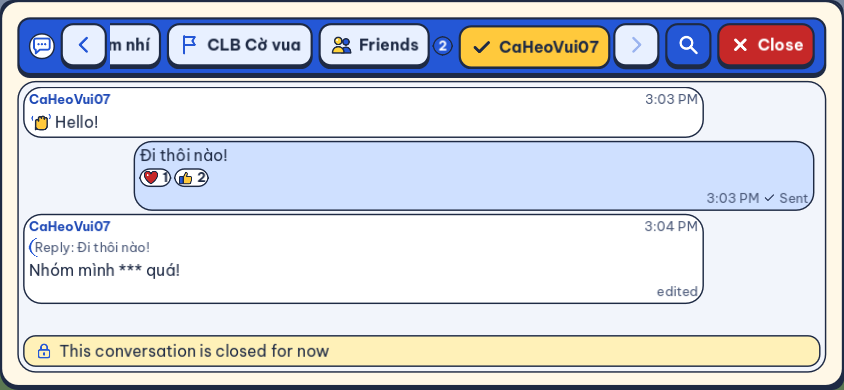 m nhí
CLB Cờ vua
Friends
2
CaHeoVui07
Close
CaHeoVui07
3:03 PM
Hello!
Đi thôi nào!
1
2
3:03 PM ✓ Sent
CaHeoVui07
3:04 PM
Reply: Đi thôi nào!
Nhóm mình *** quá!
edited
This conversation is closed for now